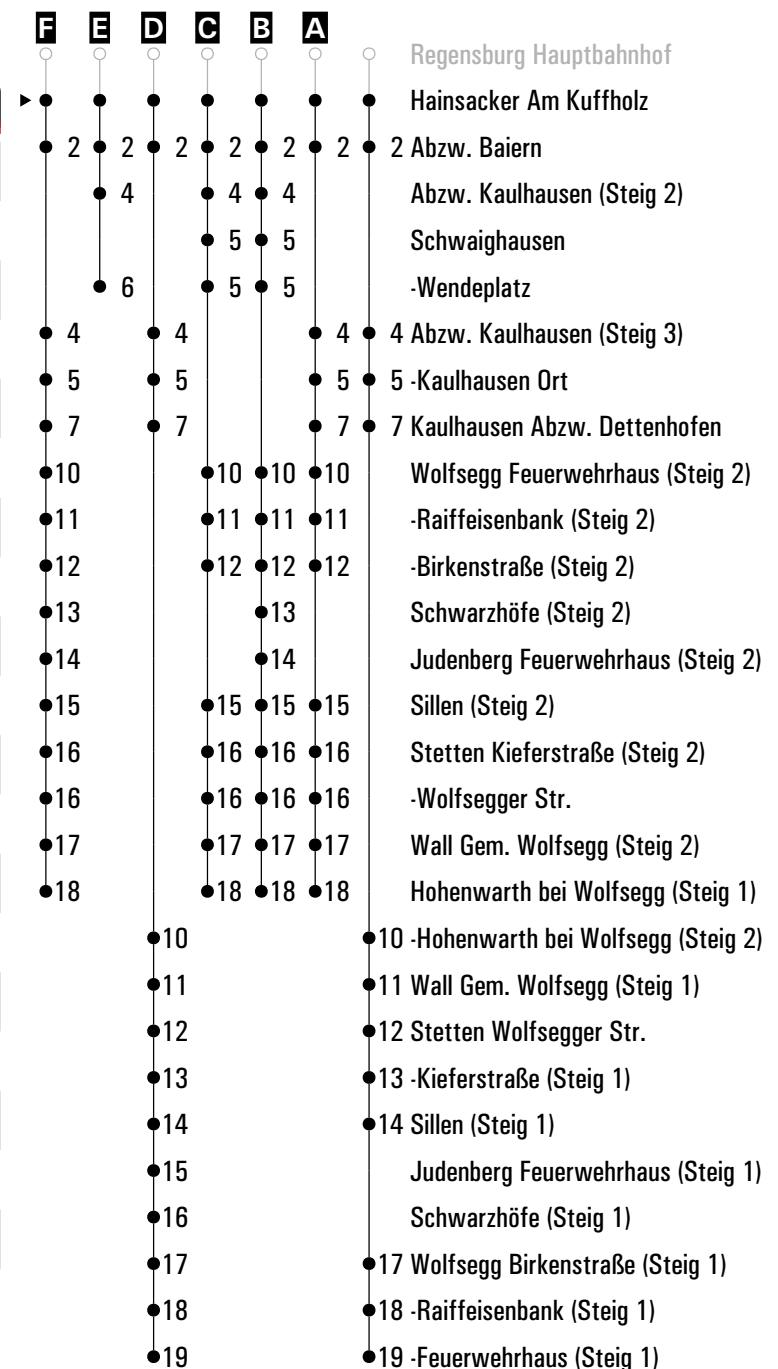 F E D C B A
Regensburg Hauptbahnhof
Hainsacker Am Kuffholz
2 2 2 2 2 2 2 Abzw. Baiern
4 4 4 Abzw. Kaulhausen (Steig 2)
5 5 Schwaighausen
6 5 5 -Wendeplatz
4 4 4 4 Abzw. Kaulhausen (Steig 3)
5 5 5 5 -Kaulhausen Ort
7 7 7 7 Kaulhausen Abzw. Dettenhofen
10 10 10 10 Wolfsegg Feuerwehrhaus (Steig 2)
11 11 11 11 -Raiffeisenbank (Steig 2)
12 12 12 12 -Birkenstraße (Steig 2)
13 13 Schwarzhöfe (Steig 2)
14 14 Judenberg Feuerwehrhaus (Steig 2)
15 15 15 15 Sillen (Steig 2)
16 16 16 16 Stetten Kieferstraße (Steig 2)
16 16 16 16 -Wolfsegger Str.
17 17 17 17 Wall Gem. Wolfsegg (Steig 2)
18 18 18 18 Hohenwarth bei Wolfsegg (Steig 1)
10 10 -Hohenwarth bei Wolfsegg (Steig 2)
11 11 Wall Gem. Wolfsegg (Steig 1)
12 12 Stetten Wolfsegger Str.
13 13 -Kieferstraße (Steig 1)
14 14 Sillen (Steig 1)
15 Judenberg Feuerwehrhaus (Steig 1)
16 Schwarzhöfe (Steig 1)
17 17 Wolfsegg Birkenstraße (Steig 1)
18 18 -Raiffeisenbank (Steig 1)
19 19 -Feuerwehrhaus (Steig 1)